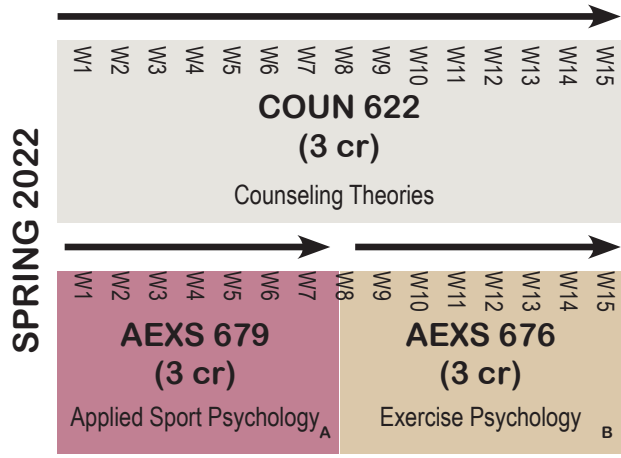 SPRING 2022
W1 W2 W3 W4 W5 W6 W7 W8 W9 W10 W11 W12 W13 W14 W15
COUN 622
(3 cr)
Counseling Theories
W1 W2 W3 W4 W5 W6 W7 W8 W9 W10 W11 W12 W13 W14 W15
AEXS 679
(3 cr)
Applied Sport Psychology A
AEXS 676
(3 cr)
Exercise Psychology B